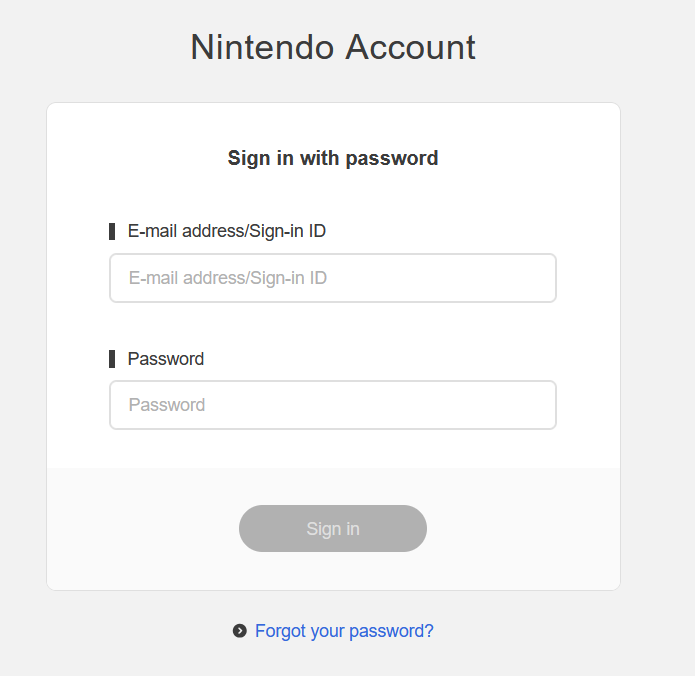 Nintendo Account
Sign in with password
E-mail address/Sign-in ID
E-mail address/Sign-in ID
Password
Password
Sign in
Forgot your password?